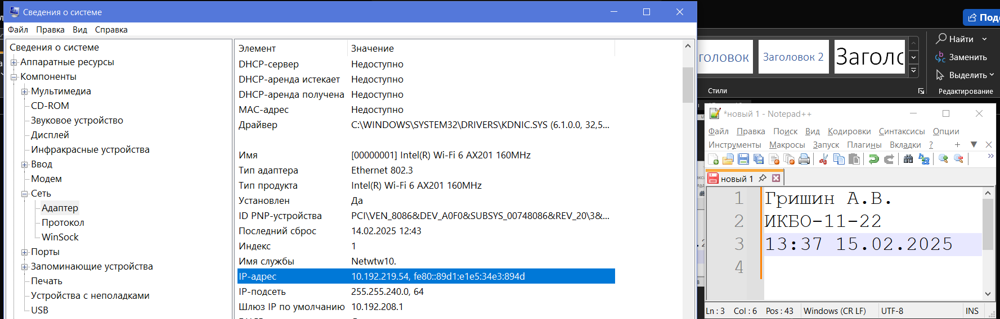 Сведения о системе
Файл Правка Вид Справка
Сведения о системе
Аппаратные ресурсы
Компоненты
Мультимедиа
CD-ROM
Звуковое устройство
Дисплей
Инфракрасные устройства
Ввод
Модем
Сеть
Адаптер
Протокол
WinSock
Порты
Запоминающие устройства
Печать
Устройства с неполадками
USB
Элемент Значение
DHCP-сервер Недоступно
DHCP-аренда истекает Недоступно
DHCP-аренда получена Недоступно
MAC-адрес Недоступно
Драйвер C:\WINDOWS\SYSTEM32\DRIVERS\KDNIC.SYS (6.1.0.0, 32,5...
Имя [00000001] Intel(R) Wi-Fi 6 AX201 160MHz
Тип адаптера Ethernet 802.3
Тип продукта Intel(R) Wi-Fi 6 AX201 160MHz
Установлен Да
ID PNP-устройства PCI\VEN_8086&DEV_A0F0&SUBSYS_00748086&REV_20\3&...
Последний сброс 14.02.2025 12:43
Индекс 1
Имя службы Netwtw10.
IP-адрес 10.192.219.54, fe80::89d1:e1e5:34e3:894d
IP-подсеть 255.255.240.0, 64
Шлюз IP по умолчанию 10.192.208.1
Под
ГОЛОВОК Заголовок 2 Заголо
Стили
Найти
Заменить
Выделить
Редактирование
*новый 1 - Notepad++
Файл Правка Поиск Вид Кодировки Синтаксисы Опции
Инструменты Макросы Запуск Плагины Вкладки ? + ▼ X
новый 1
1 Гришин А.В.
2 ИКБО-11-22
3 13:37 15.02.2025
4
Ln : 3 Col : 6 Pos : 43 Windows (CR LF) UTF-8 INS